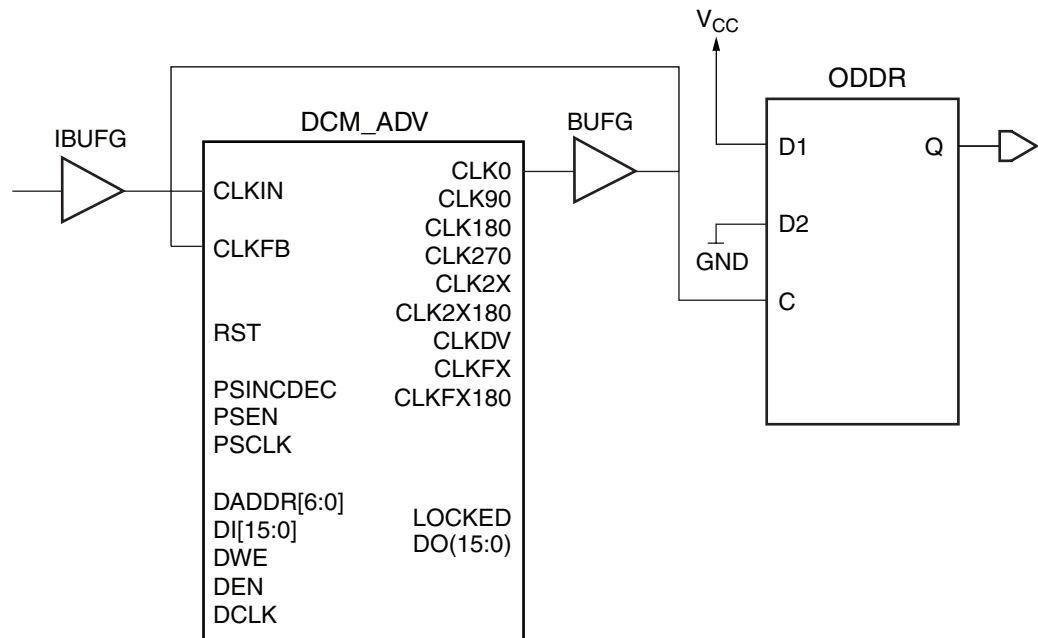 VCC
ODDR
DCM_ADV
BUFG
IBUFG
D1
Q
CLK0
CLKIN
CLK90
D2
CLK180
CLKFB
CLK270
GND
CLK2X
C
CLK2X180
RST
CLKDV
CLKFX
PSINCDEC
CLKFX180
PSEN
PSCLK
DADDR[6:0]
LOCKED
DI[15:0]
DO(15:0)
DWE
DEN
DCLK